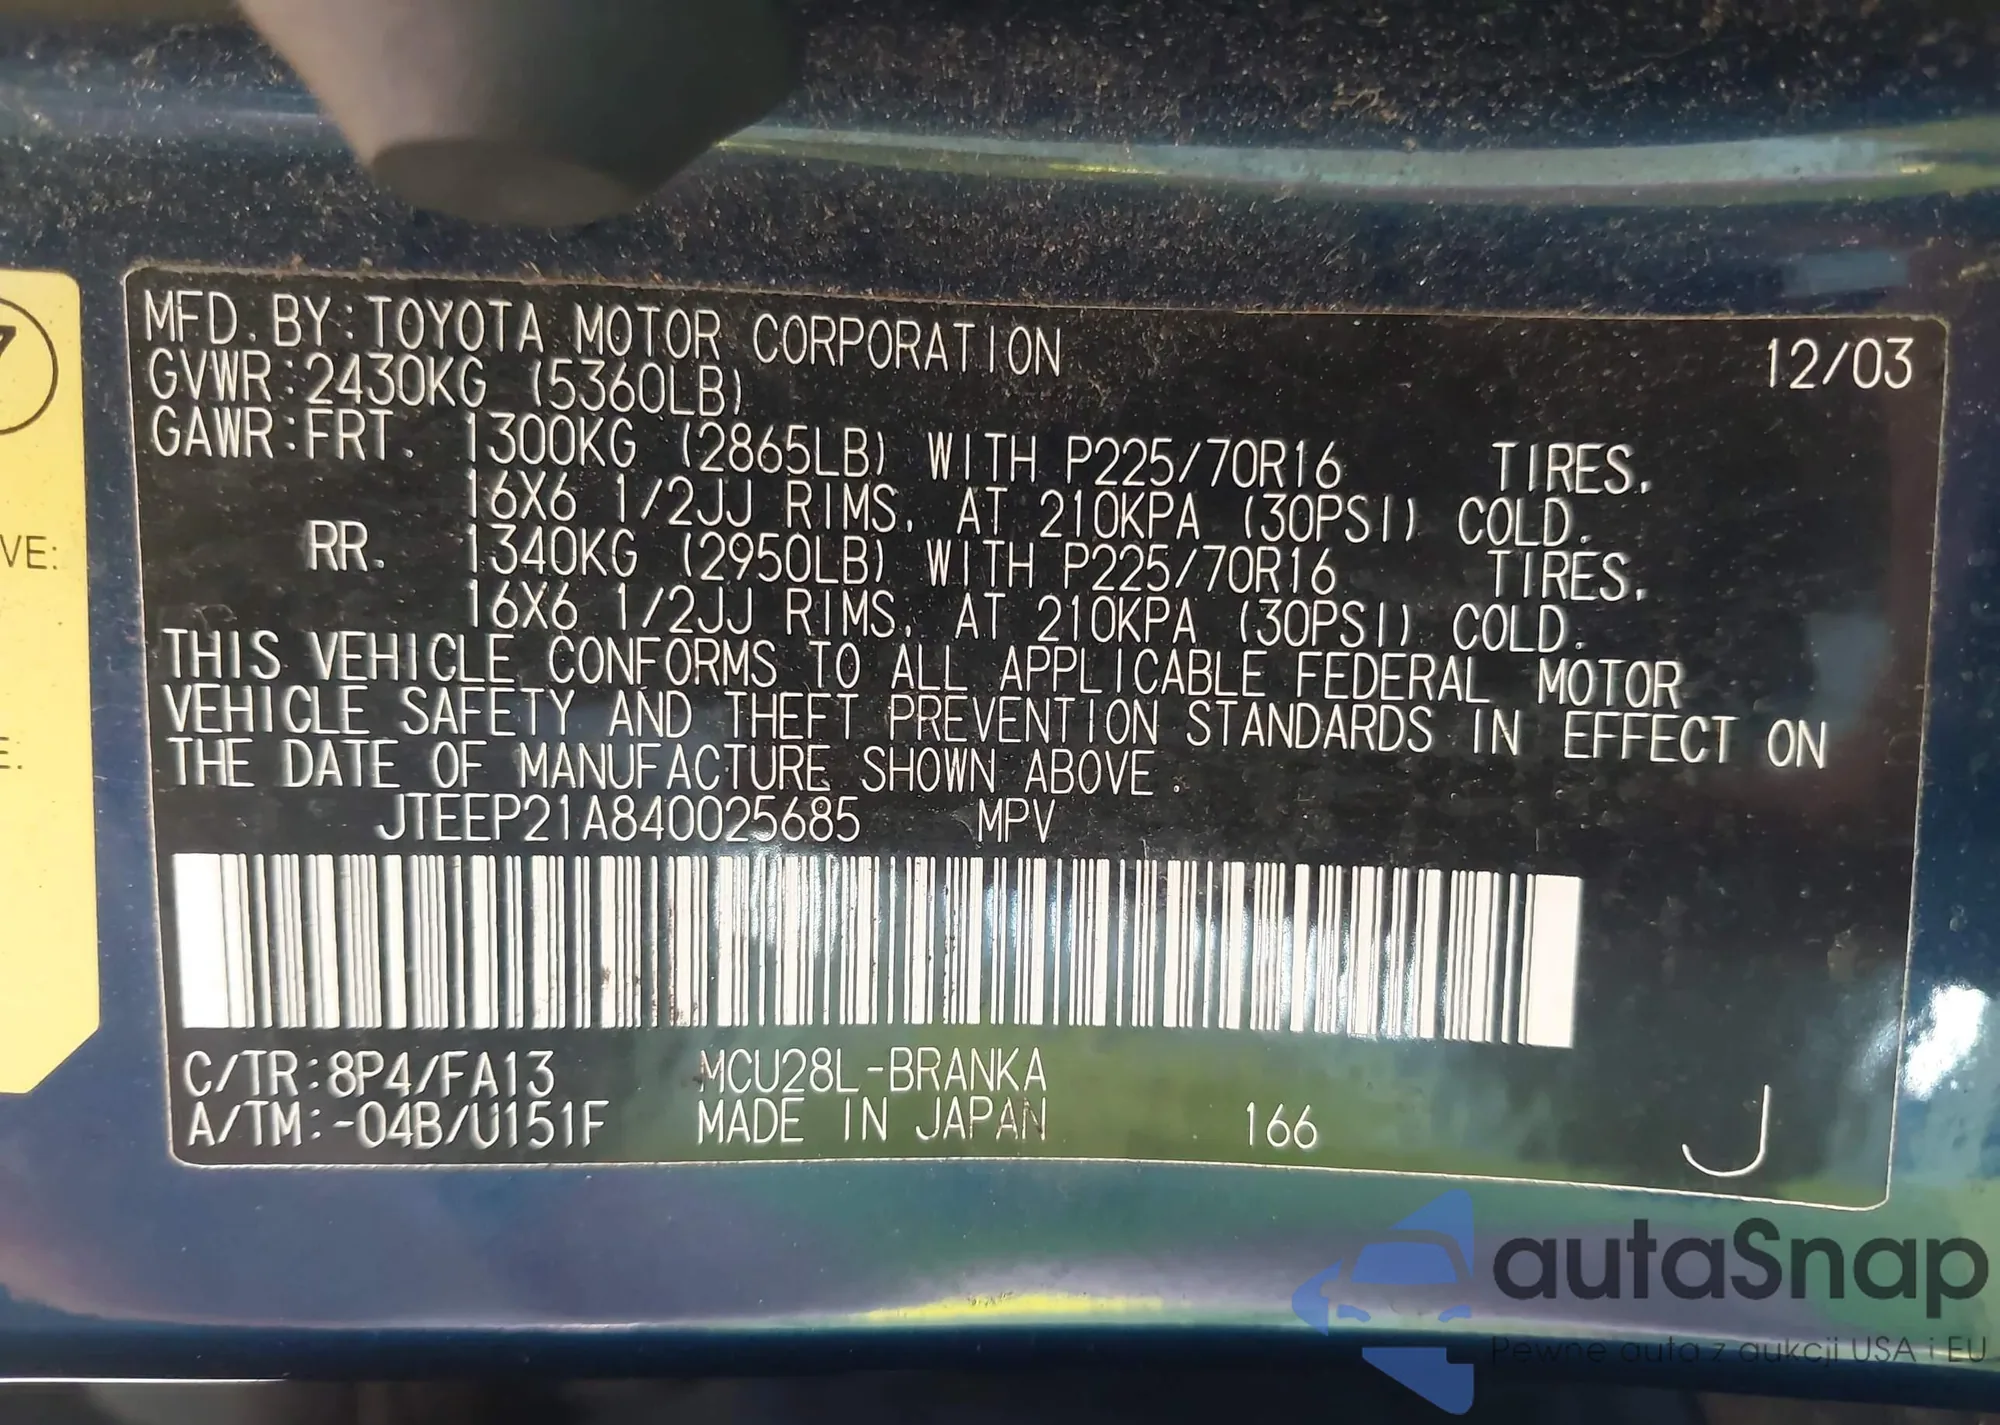 7
VE:
E:
MFD. BY: TOYOTA MOTOR CORPORATION 12/03
GVWR: 2430KG (5360LB)
GAWR: FRT. 1300KG (2865LB) WITH P225/70R16 TIRES.
16X6 1/2JJ RIMS. AT 210KPA (30PSI) COLD.
RR. 1340KG (2950LB) WITH P225/70R16 TIRES.
16X6 1/2JJ RIMS. AT 210KPA (30PSI) COLD.
THIS VEHICLE CONFORMS TO ALL APPLICABLE FEDERAL MOTOR
VEHICLE SAFETY AND THEFT PREVENTION STANDARDS IN EFFECT ON
THE DATE OF MANUFACTURE SHOWN ABOVE.
JTEEP21A840025685 MPV
C/TR: 8P4/FA13 MCU28L-BRANKA
A/TM: -04B/U151F MADE IN JAPAN 166 J
autaSnap
Pewne auta z aukcji USA i EU